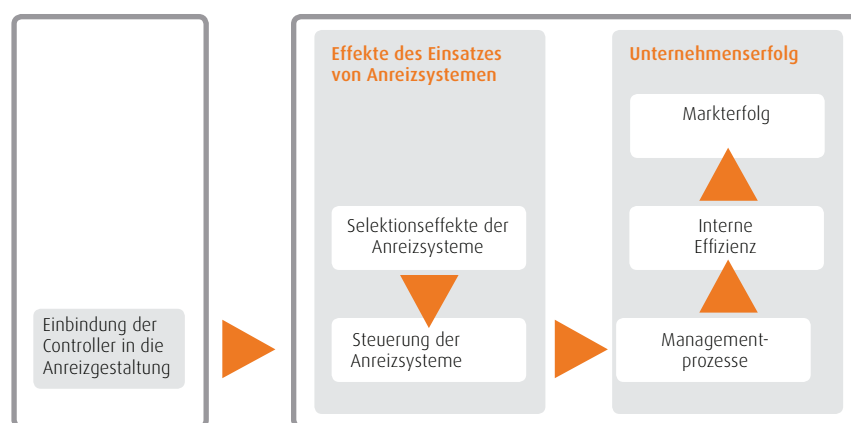 Effekte des Einsatzes
von Anreizsystemen
Unternehmenserfolg
Markterfolg
Selektionseffekte der
Anreizsysteme
Interne
Effizienz
Einbindung der
Controller in die
Anreizgestaltung
Steuerung der
Anreizsysteme
Management-
prozesse